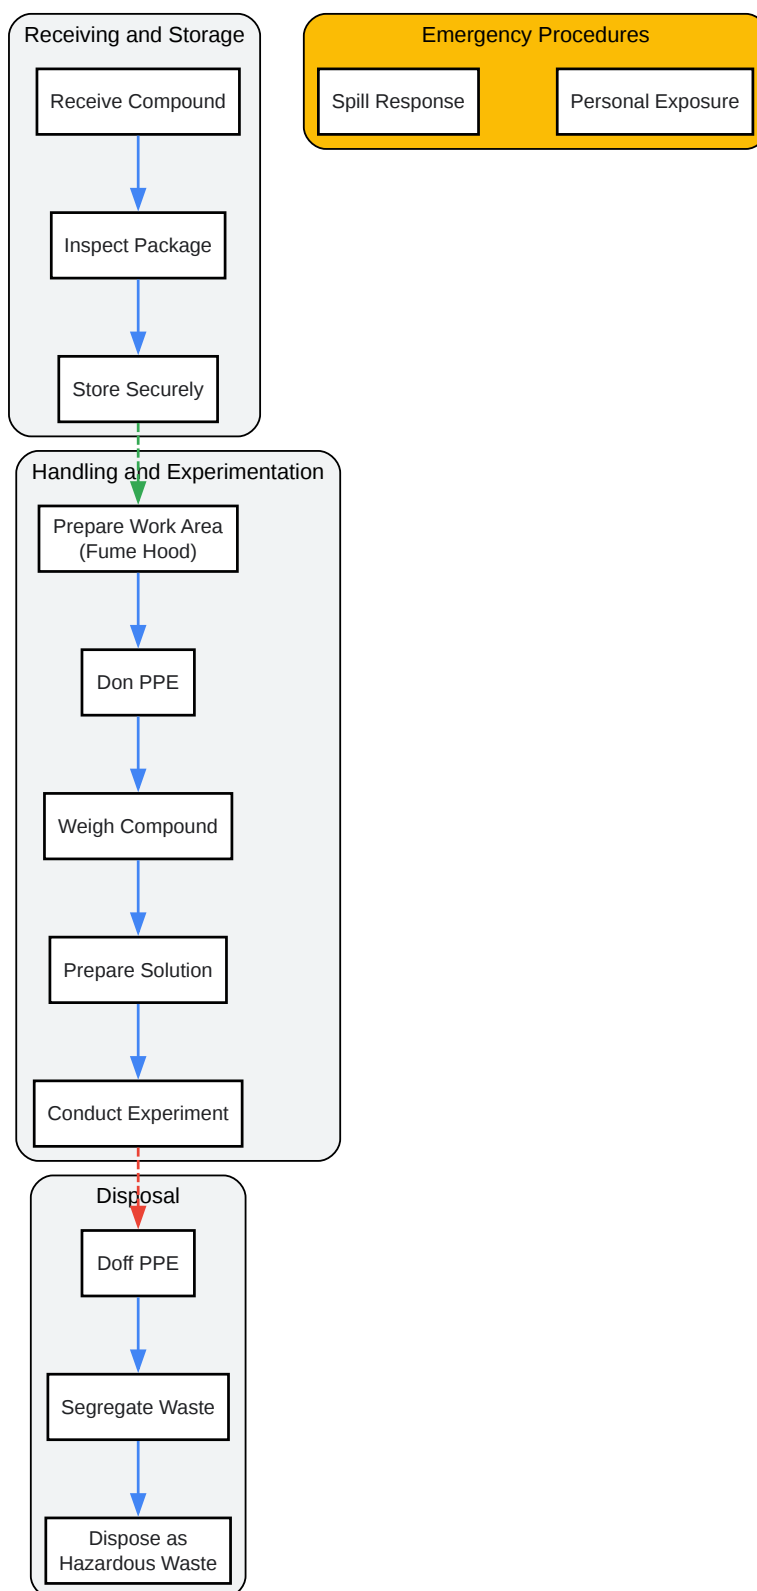 Receiving and Storage
Receive Compound
Inspect Package
Store Securely
Emergency Procedures
Spill Response
Personal Exposure
Handling and Experimentation
Prepare Work Area
(Fume Hood)
Don PPE
Weigh Compound
Prepare Solution
Conduct Experiment
Disposal
Doff PPE
Segregate Waste
Dispose as
Hazardous Waste